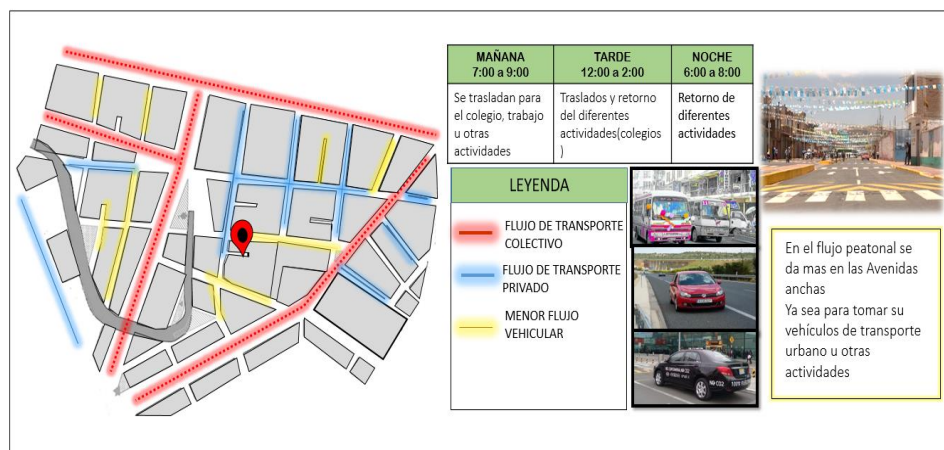 MAÑANA
7:00 a 9:00
TARDE
12:00 a 2:00
NOCHE
6:00 a 8:00
Se trasladan para
el colegio, trabajo
u otras
actividades
Traslados y retorno
del diferentes
actividades(colegios
)
Retorno de
diferentes
actividades
LEYENDA
FLUJO DE TRANSPORTE
COLECTIVO
FLUJO DE TRANSPORTE
PRIVADO
MENOR FLUJO
VEHICULAR
En el flujo peatonal se
da mas en las Avenidas
anchas
Ya sea para tomar su
vehículos de transporte
urbano u otras
actividades